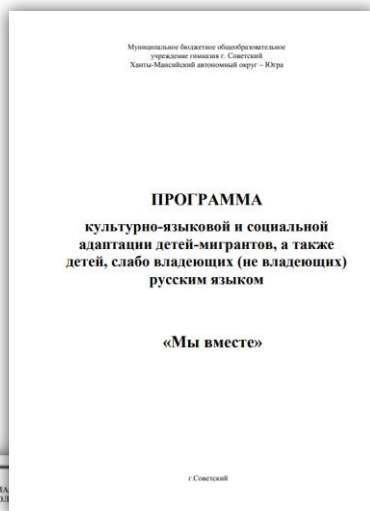 Муниципальное бюджетное общеобразовательное
учреждение гимназия г. Советский
Ханты-Мансийский автономный округ – Югра
ПРОГРАММА
культурно-языковой и социальной
адаптации детей-мигрантов, а также
детей, слабо владеющих (не владеющих)
русским языком
«Мы вместе»
г.Советский